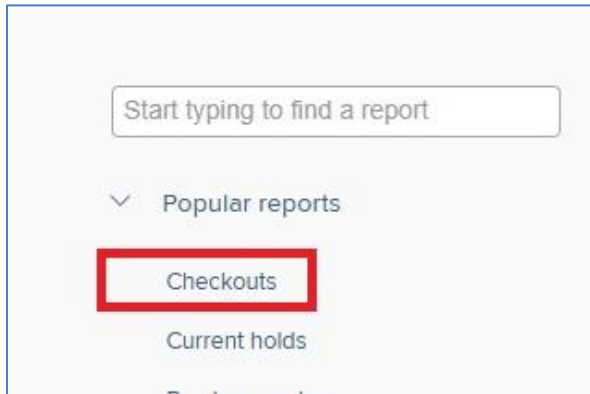 Start typing to find a report
Popular reports
Checkouts
Current holds